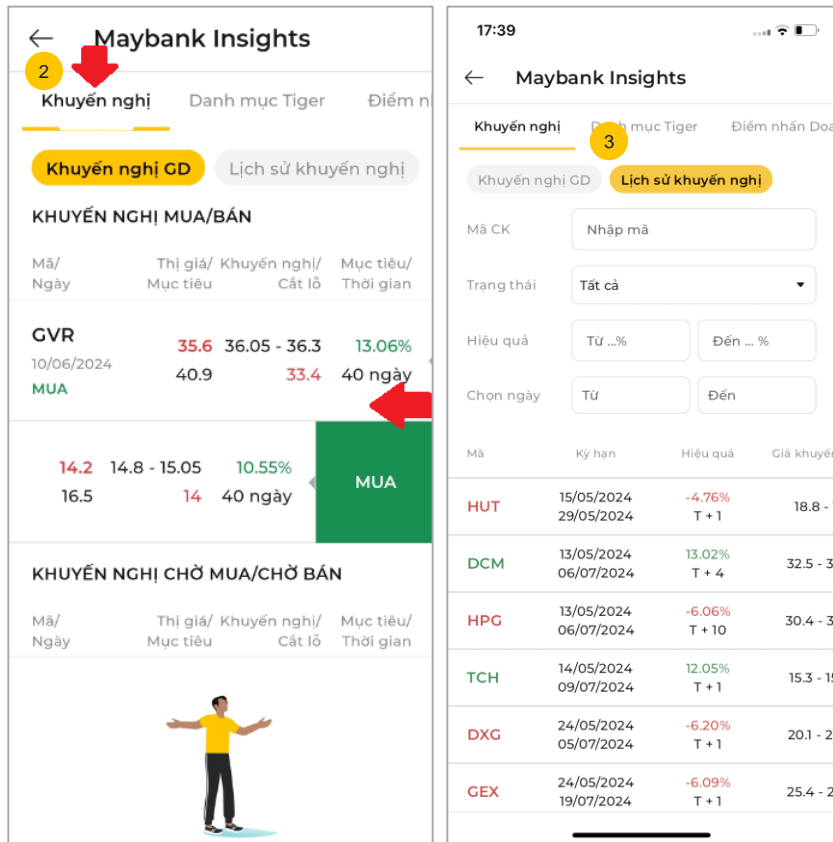 Maybank Insights
2
Khuyến nghị Danh mục Tiger Điểm
Khuyến nghị GD Lịch sử khuyến nghị
KHUYẾN NGHỊ MUA/BÁN
Mã/ Thị giá/ Khuyến nghị/ Mục tiêu/
Ngày Mục tiêu Cắt lỗ Thời gian
GVR
35.6 36.05 - 36.3 13.06%
10/06/2024
40.9 33.4 40 ngày
MUA
14.2 14.8 - 15.05 10.55%
MUA
16.5 14 40 ngày
KHUYẾN NGHỊ CHỜ MUA/CHỜ BÁN
Mã/ Thị giá/ Khuyến nghị/ Mục tiêu/
Ngày Mục tiêu Cắt lỗ Thời gian
17:39
Maybank Insights
Khuyến nghị mục Tiger Điểm nhấn
3
Khuyến nghị GD Lịch sử khuyến nghị
Mã CK Nhập mã
Trạng thái Tất cả
Hiệu quả Từ ...% Đến ... %
Chọn ngày Từ Đến
Mã Kỳ hạn Hiệu quả Giá
HUT 15/05/2024 -4.76% 18.8 -
29/05/2024 T + 1
DCM 13/05/2024 13.02% 32.5 - 3
06/07/2024 T + 4
HPG 13/05/2024 -6.06% 30.4 - 3
06/07/2024 T + 10
TCH 14/05/2024 12.05% 15.3 - 1
09/07/2024 T + 1
DXG 24/05/2024 -6.20% 20.1 - 2
05/07/2024 T + 1
GEX 24/05/2024 -6.09% 25.4 - 2
19/07/2024 T + 1